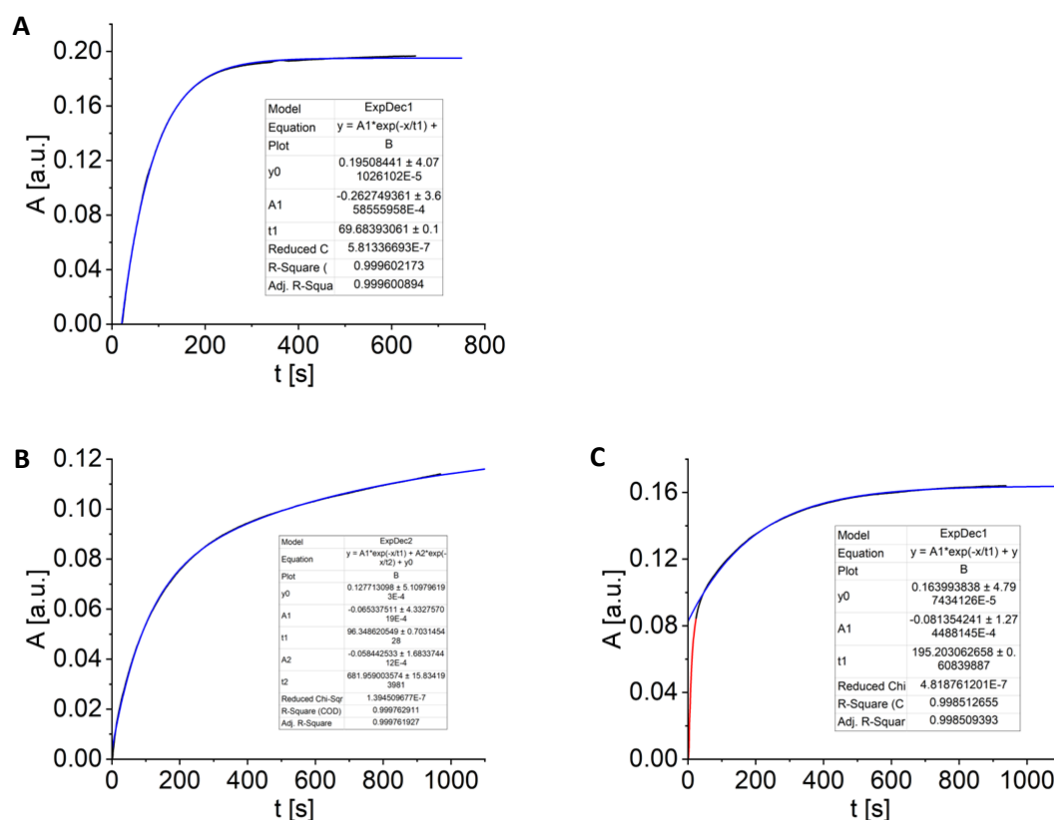 A
0.20
0.16
0.12
0.08
0.04
0.00
A [a.u.]
0 200 400 600 800
t [s]
Model ExpDec1
Equation y = A1*exp(-x/t1) +
Plot B
y0 0.19508441 ± 4.07
1026102E-5
A1 -0.262749361 ± 3.6
58555958E-4
t1 69.68393061 ± 0.1
Reduced C 5.81336693E-7
R-Square ( 0.999602173
Adj. R-Squa 0.999600894
B
0.12
0.10
0.08
0.06
0.04
0.02
0.00
A [a.u.]
0 200 400 600 800 1000
t [s]
Model ExpDec2
Equation y = A1*exp(-x/t1) + A2*exp(-
x/t2) + y0
Plot B
y0 0.127713098 ± 5.10979619
3E-4
A1 -0.065337511 ± 4.3327570
19E-4
t1 96.348620549 ± 0.7031454
28
A2 -0.058442533 ± 1.6833744
12E-4
t2 681.959003574 ± 15.83419
3981
Reduced Chi-Sqr 1.394509677E-7
R-Square (COD) 0.999762911
Adj. R-Square 0.999761927
C
0.16
0.12
0.08
0.04
0.00
A [a.u.]
0 200 400 600 800 1000
t [s]
Model ExpDec1
Equation y = A1*exp(-x/t1) + y
Plot B
y0 0.163993838 ± 4.79
7434126E-5
A1 -0.081354241 ± 1.27
4488145E-4
t1 195.203062658 ± 0.
60839887
Reduced Chi 4.818761201E-7
R-Square (C 0.998512655
Adj. R-Squar 0.998509393